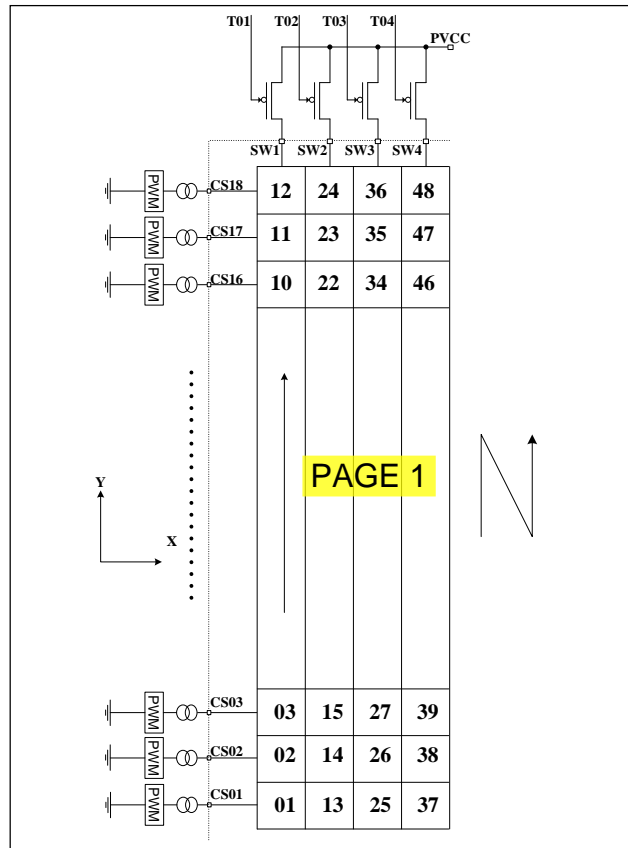 T01 T02 T03 T04
PVCC
SW1 SW2 SW3 SW4
PWM CS18 12 24 36 48
PWM CS17 11 23 35 47
PWM CS16 10 22 34 46
PAGE 1
Y
X
PWM CS03 03 15 27 39
PWM CS02 02 14 26 38
PWM CS01 01 13 25 37